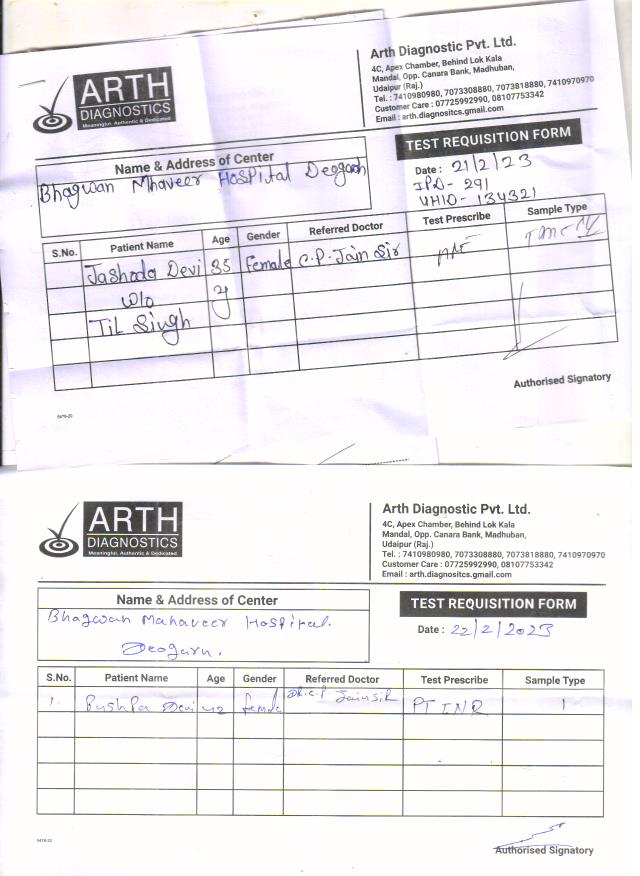 ARTH
DIAGNOSTICS
Meaningful, Authentic & Dedicated
Arth Diagnostic Pvt. Ltd.
4C, Apex Chamber, Behind Lok Kala
Mandal, Opp. Canara Bank, Madhuban,
Udaipur (Raj.)
Tel. : 7410980980, 7073308880, 7073818880, 7410970970
Customer Care : 07725992990, 08107753342
Email : arth.diagnositcs.gmail.com
TEST REQUISITION FORM
Name & Address of Center
Bhagwan Mhaveer HosPital Deogarh
Date : 21/2/23
IPD- 291
UHID- 134321
S.No. Patient Name Age Gender Referred Doctor Test Prescribe Sample Type
Jashoda Devi 35 Female C.P. Jain Sir
W/o y
TiL Singh
Authorised Signatory
5476-20
ARTH
DIAGNOSTICS
Meaningful, Authentic & Dedicated
Arth Diagnostic Pvt. Ltd.
4C, Apex Chamber, Behind Lok Kala
Mandal, Opp. Canara Bank, Madhuban,
Udaipur (Raj.)
Tel. : 7410980980, 7073308880, 7073818880, 7410970970
Customer Care : 07725992990, 08107753342
Email : arth.diagnositcs.gmail.com
Name & Address of Center
TEST REQUISITION FORM
Bhagwan Mahaveer HosPital.
Deogarh.
Date : 22/2/2023
S.No. Patient Name Age Gender Referred Doctor Test Prescribe Sample Type
1. PushPa Devi 42 female DR.C.P Jain SiR PT INR 1
5476-20
Authorised Signatory